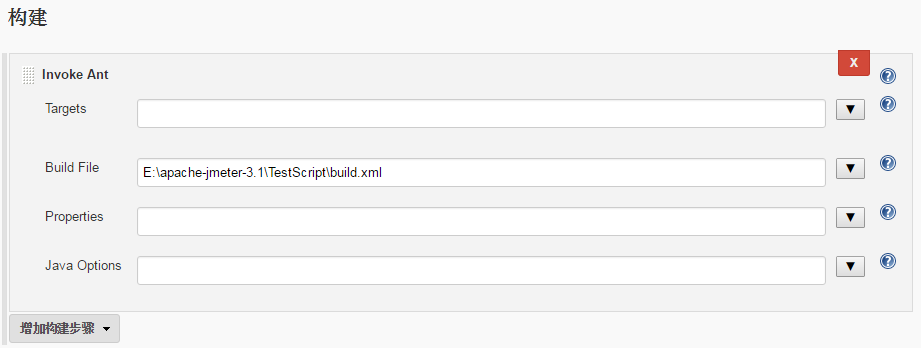 构建
Invoke Ant
X
?
Targets
?
Build File
E:\apache-jmeter-3.1\TestScript\build.xml
?
Properties
?
Java Options
?
增加构建步骤